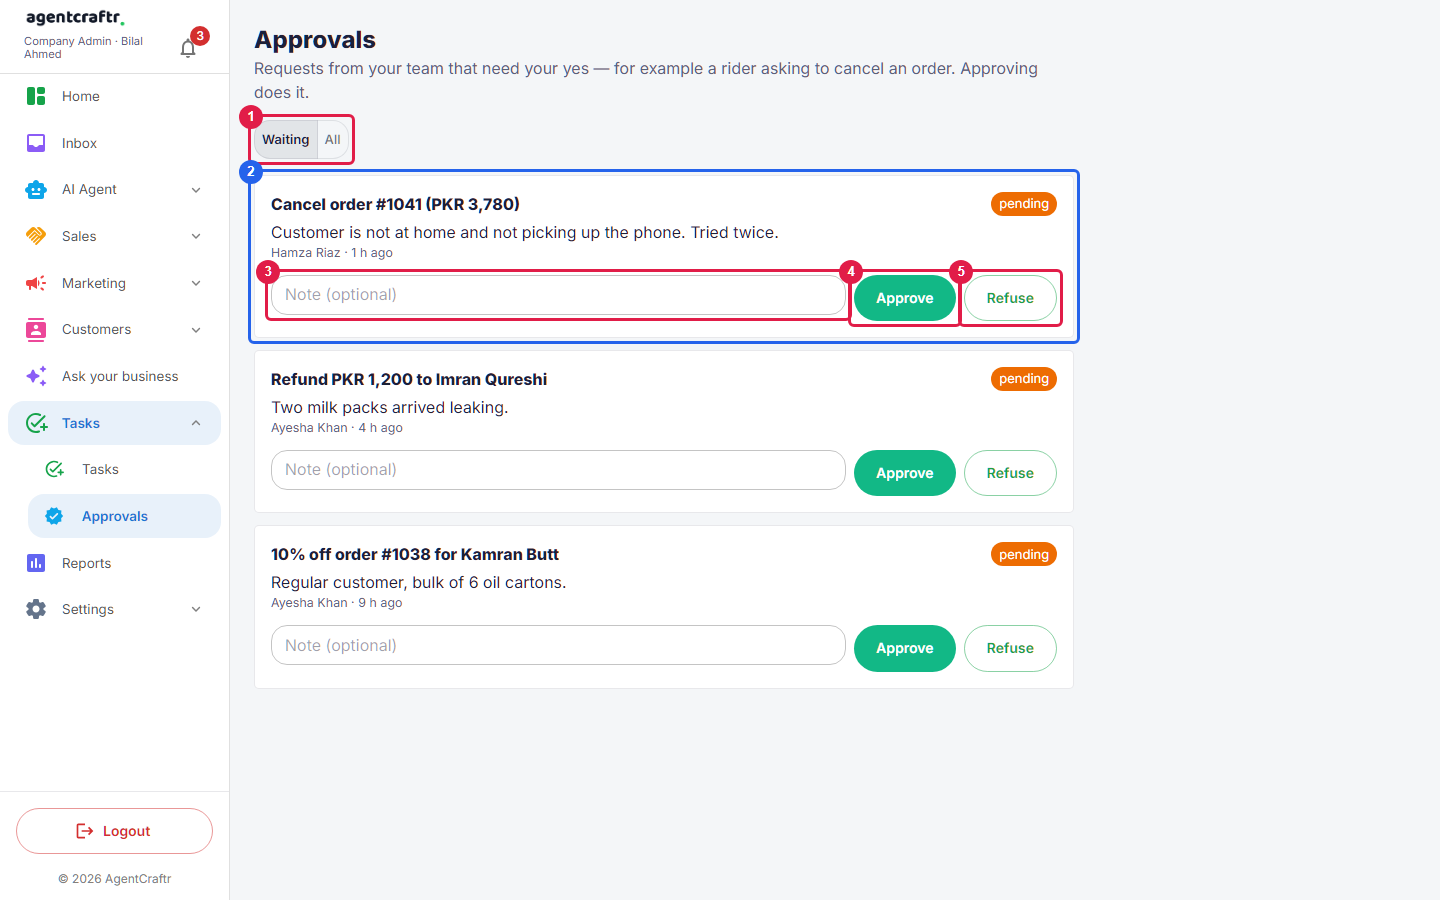 agentcraftr.
Company Admin · Bilal
Ahmed
3
Home
Inbox
AI Agent
Sales
Marketing
Customers
Ask your business
Tasks
Tasks
Approvals
Reports
Settings
Logout
© 2026 AgentCraftr
Approvals
Requests from your team that need your yes — for example a rider asking to cancel an order. Approving
does it.
1
Waiting All
2
Cancel order #1041 (PKR 3,780) pending
Customer is not at home and not picking up the phone. Tried twice.
Hamza Riaz · 1 h ago
3 4 5
Note (optional) Approve Refuse
Refund PKR 1,200 to Imran Qureshi pending
Two milk packs arrived leaking.
Ayesha Khan · 4 h ago
Note (optional) Approve Refuse
10% off order #1038 for Kamran Butt pending
Regular customer, bulk of 6 oil cartons.
Ayesha Khan · 9 h ago
Note (optional) Approve Refuse